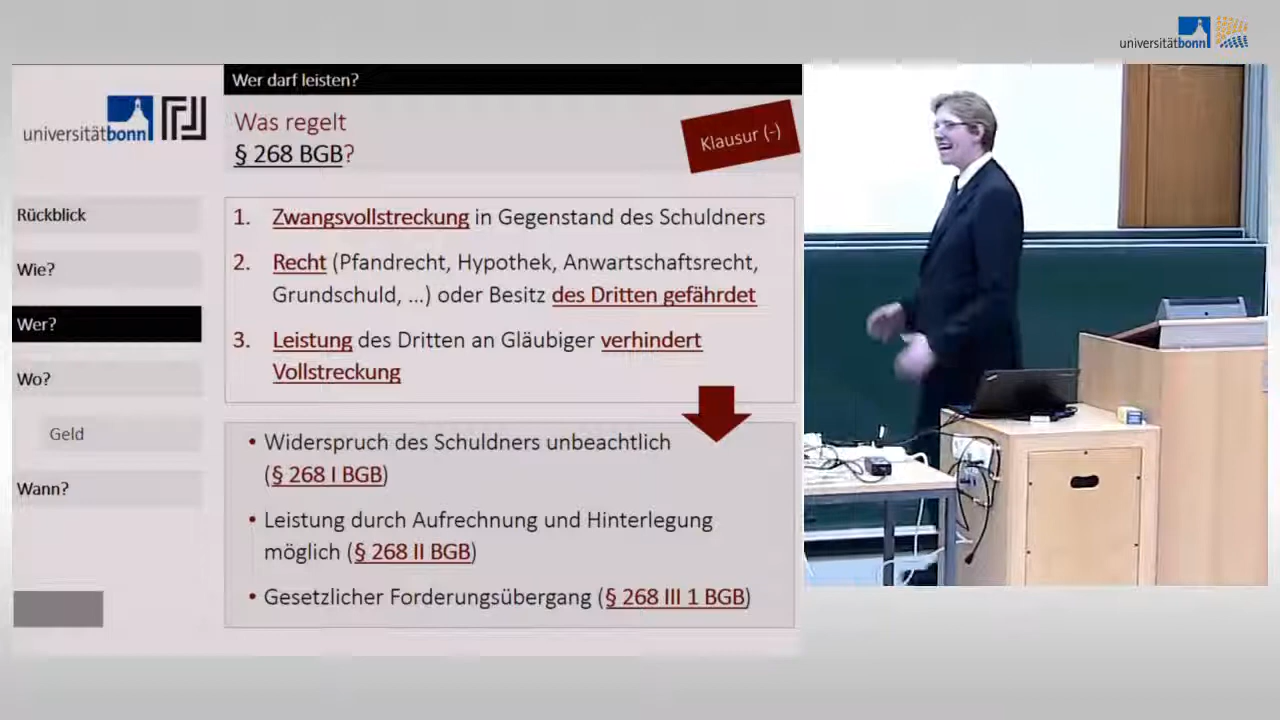 universitätbonn
Wer darf leisten?
universitätbonn
Was regelt
§ 268 BGB?
Klausur (-)
Rückblick
Wie?
Wer?
Wo?
Geld
Wann?
1. Zwangsvollstreckung in Gegenstand des Schuldners
2. Recht (Pfandrecht, Hypothek, Anwartschaftsrecht,
Grundschuld, ...) oder Besitz des Dritten gefährdet
3. Leistung des Dritten an Gläubiger verhindert
Vollstreckung
• Widerspruch des Schuldners unbeachtlich
(§ 268 I BGB)
• Leistung durch Aufrechnung und Hinterlegung
möglich (§ 268 II BGB)
• Gesetzlicher Forderungsübergang (§ 268 III 1 BGB)